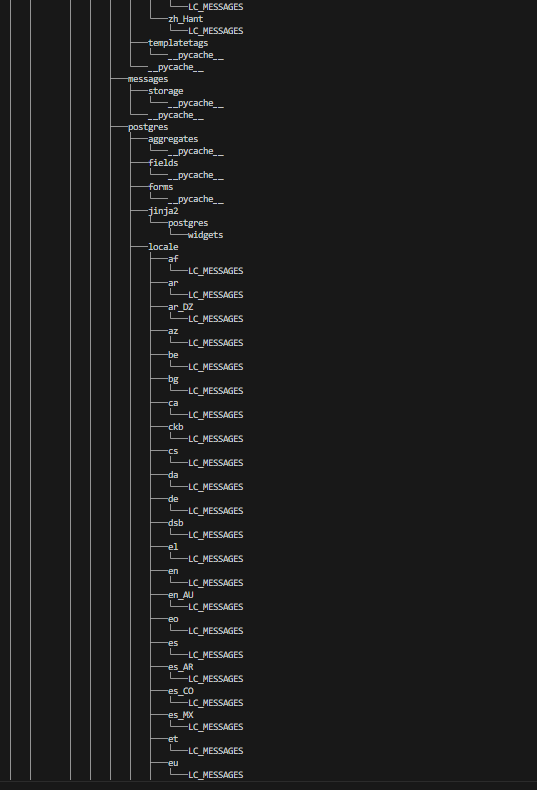 LC_MESSAGES
zh_Hant
LC_MESSAGES
templatetags
__pycache__
__pycache__
messages
storage
__pycache__
__pycache__
postgres
aggregates
__pycache__
fields
__pycache__
forms
__pycache__
jinja2
postgres
widgets
locale
af
LC_MESSAGES
ar
LC_MESSAGES
ar_DZ
LC_MESSAGES
az
LC_MESSAGES
be
LC_MESSAGES
bg
LC_MESSAGES
ca
LC_MESSAGES
ckb
LC_MESSAGES
cs
LC_MESSAGES
da
LC_MESSAGES
de
LC_MESSAGES
dsb
LC_MESSAGES
el
LC_MESSAGES
en
LC_MESSAGES
en_AU
LC_MESSAGES
eo
LC_MESSAGES
es
LC_MESSAGES
es_AR
LC_MESSAGES
es_CO
LC_MESSAGES
es_MX
LC_MESSAGES
et
LC_MESSAGES
eu
LC_MESSAGES